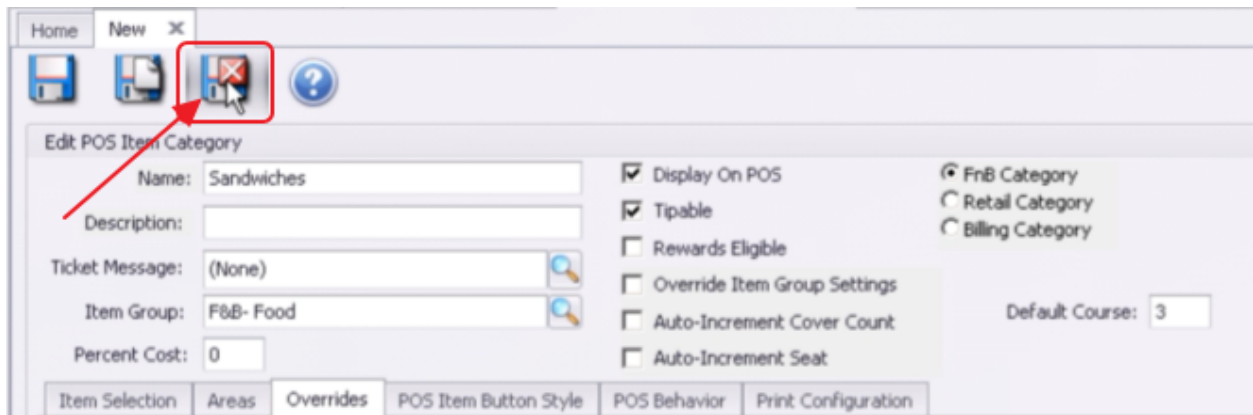 Home New
Edit POS Item Category
Name: Sandwiches
Description:
Ticket Message: (None)
Item Group: F&B- Food
Percent Cost: 0
Display On POS
Tipable
Rewards Eligible
Override Item Group Settings
Auto-Increment Cover Count
Auto-Increment Seat
FnB Category
Retail Category
Billing Category
Default Course: 3
Item Selection Areas Overrides POS Item Button Style POS Behavior Print Configuration